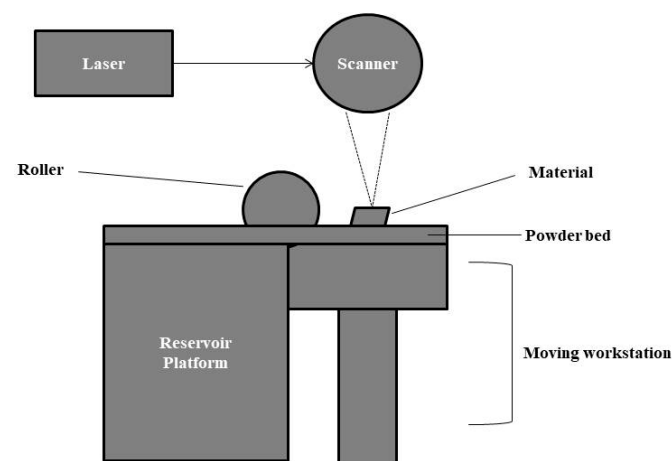 Laser
Scanner
Roller
Material
Powder bed
Reservoir
Platform
Moving workstation